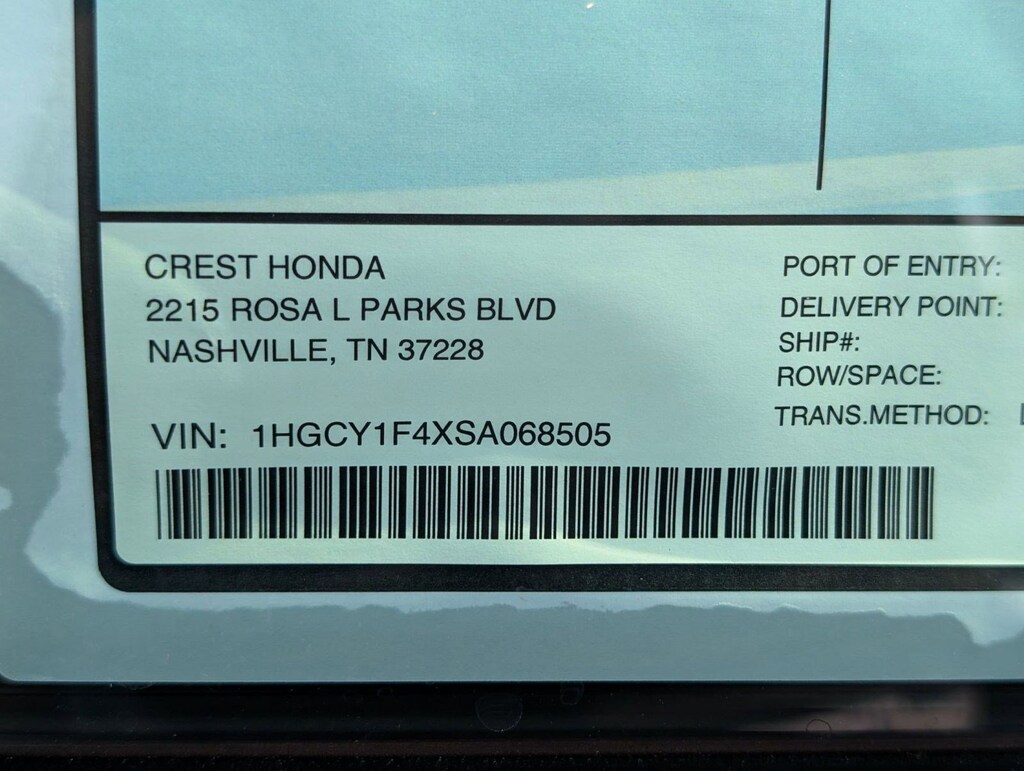 CREST HONDA
2215 ROSA L PARKS BLVD
NASHVILLE, TN 37228
VIN: 1HGCY1F4XSA068505
PORT OF ENTRY:
DELIVERY POINT:
SHIP#:
ROW/SPACE:
TRANS.METHOD: